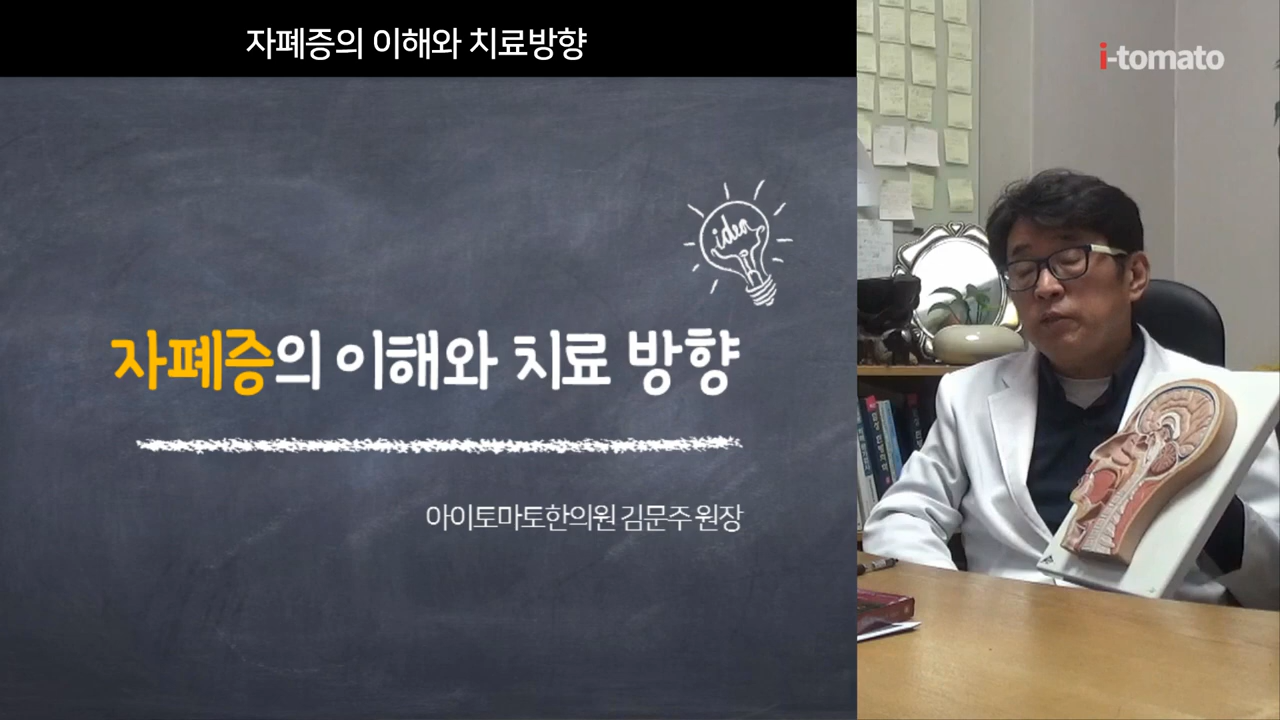 자폐증의 이해와 치료방향
i-tomato
idea
자폐증의 이해와 치료 방향
아이토마토한의원 김문주 원장